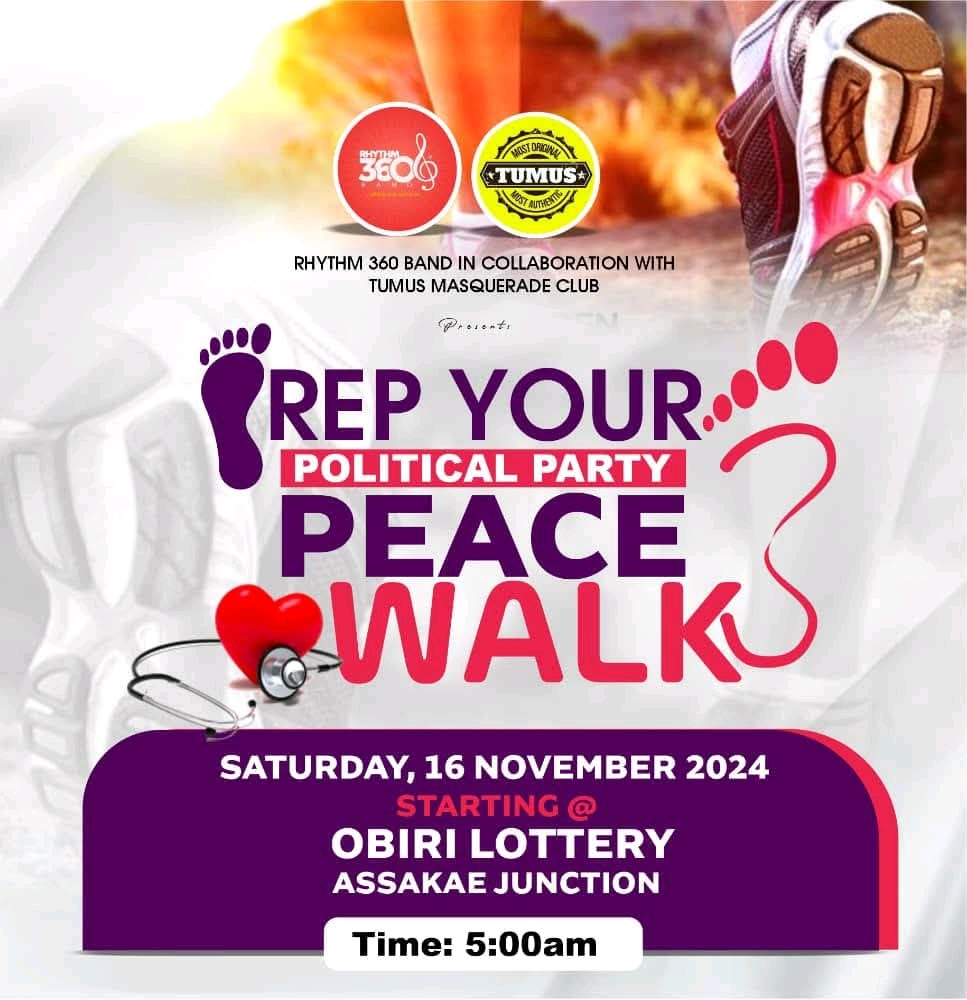 RHYTHM
360
BAND
MOST ORIGINAL
TUMUS
MOST AUTHENTIC
RHYTHM 360 BAND IN COLLABORATION WITH
TUMUS MASQUERADE CLUB
Presents
REP YOUR
POLITICAL PARTY
PEACE
WALK
SATURDAY, 16 NOVEMBER 2024
STARTING @
OBIRI LOTTERY
ASSAKAE JUNCTION
Time: 5:00am